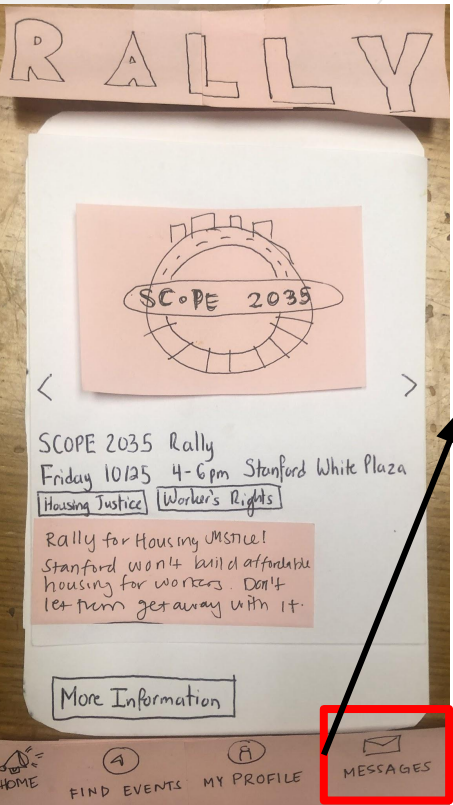 RALLY
SCOPE 2035
SCOPE 2035 Rally
Friday 10/25 4-6pm Stanford White Plaza
Housing Justice Worker's Rights
Rally for Housing Justice!
Stanford won't build affordable
housing for workers. Don't
let them get away with it.
More Information
HOME FIND EVENTS MY PROFILE MESSAGES